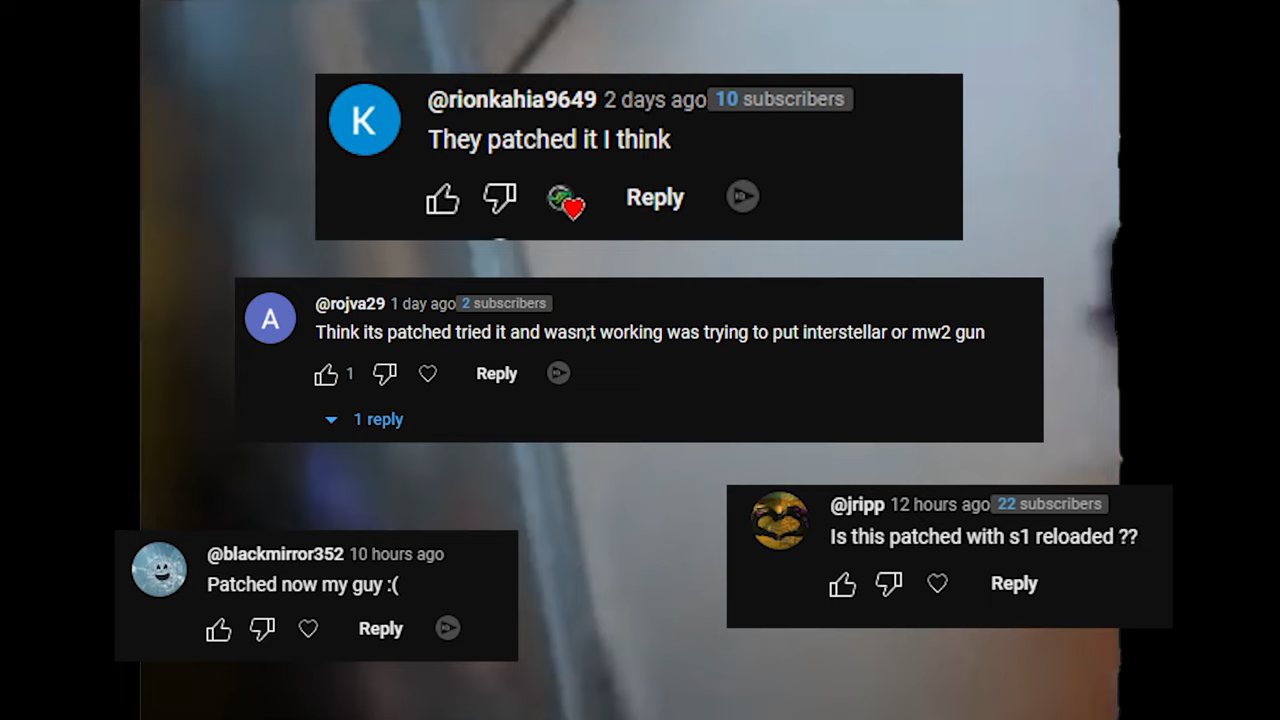 K
@rionkahia9649 2 days ago 10 subscribers
They patched it I think
Reply
A
@rojva29 1 day ago 2 subscribers
Think its patched tried it and wasn;t working was trying to put interstellar or mw2 gun
1 Reply
1 reply
@jripp 12 hours ago 22 subscribers
Is this patched with s1 reloaded ??
Reply
@blackmirror352 10 hours ago
Patched now my guy :(
Reply